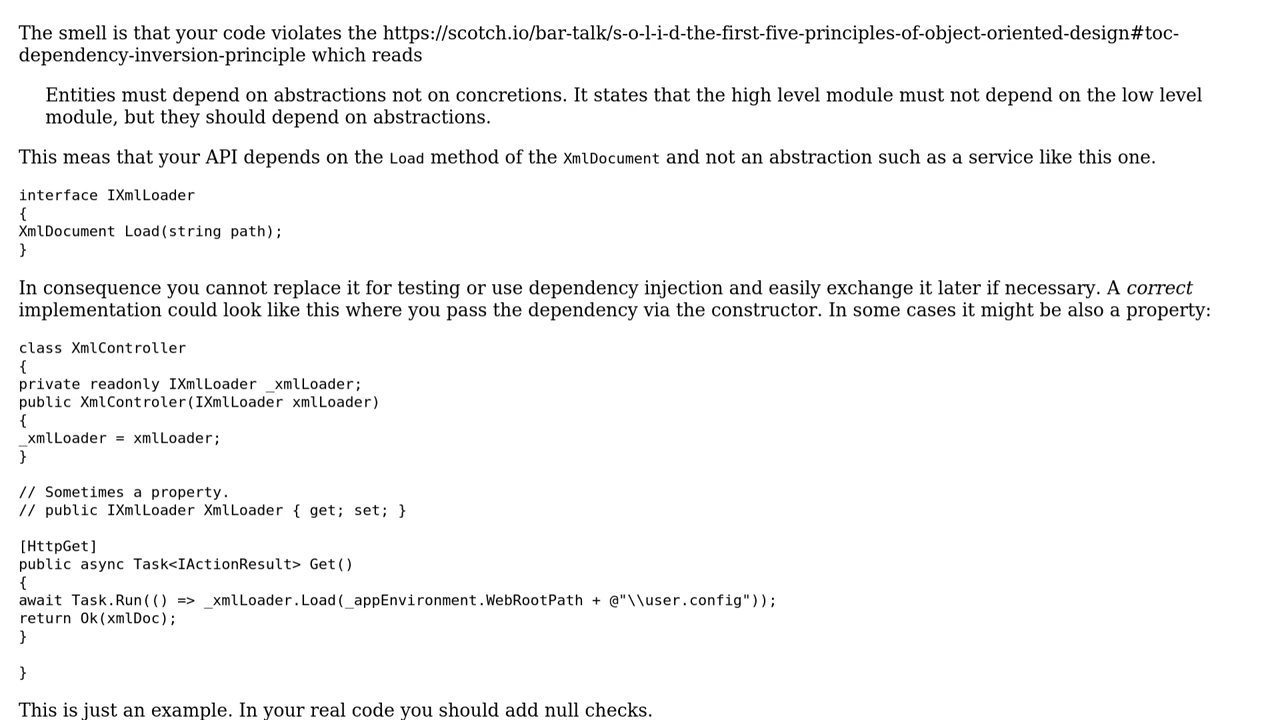 The smell is that your code violates the https://scotch.io/bar-talk/s-o-l-i-d-the-first-five-principles-of-object-oriented-design#toc-
dependency-inversion-principle which reads
Entities must depend on abstractions not on concretions. It states that the high level module must not depend on the low level
module, but they should depend on abstractions.
This meas that your API depends on the Load method of the XmlDocument and not an abstraction such as a service like this one.
interface IXmlLoader
{
XmlDocument Load(string path);
}
In consequence you cannot replace it for testing or use dependency injection and easily exchange it later if necessary. A correct
implementation could look like this where you pass the dependency via the constructor. In some cases it might be also a property:
class XmlController
{
private readonly IXmlLoader _xmlLoader;
public XmlControler(IXmlLoader xmlLoader)
{
_xmlLoader = xmlLoader;
}
// Sometimes a property.
// public IXmlLoader XmlLoader { get; set; }
[HttpGet]
public async Task<IActionResult> Get()
{
await Task.Run(() => _xmlLoader.Load(_appEnvironment.WebRootPath + @"\\user.config"));
return Ok(xmlDoc);
}
}
This is just an example. In your real code you should add null checks.